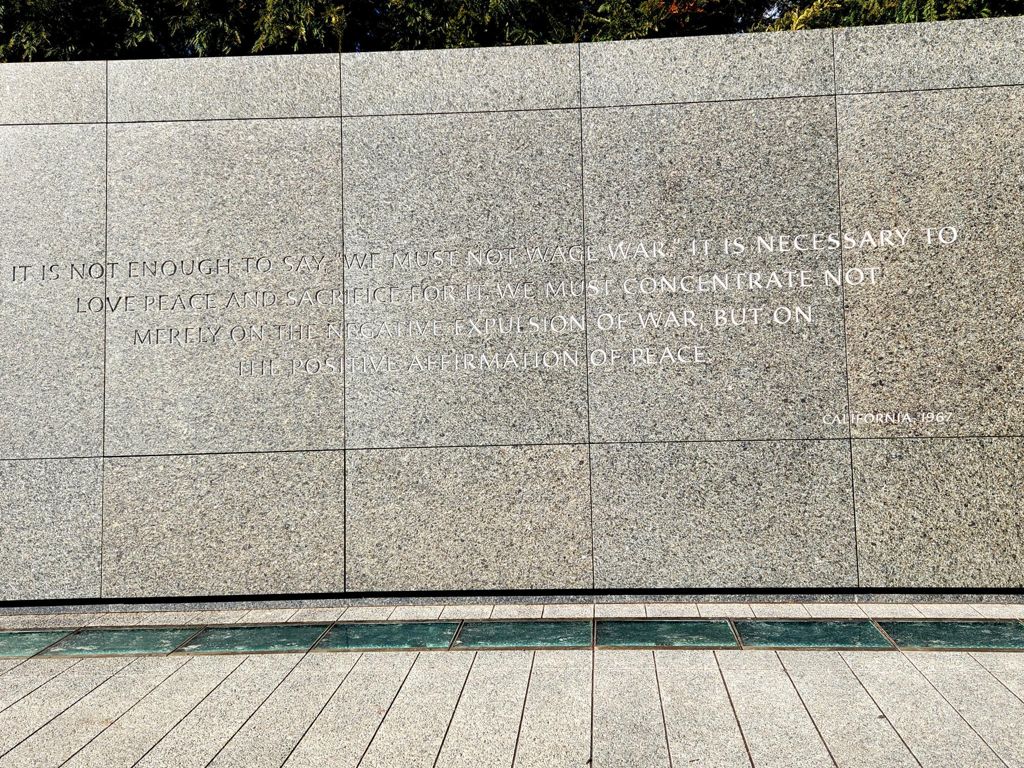 IT IS NOT ENOUGH TO SAY, "WE MUST NOT WAGE WAR." IT IS NECESSARY TO
LOVE PEACE AND SACRIFICE FOR IT. WE MUST CONCENTRATE NOT
MERELY ON THE NEGATIVE EXPULSION OF WAR, BUT ON
THE POSITIVE AFFIRMATION OF PEACE.
CALIFORNIA, 1967